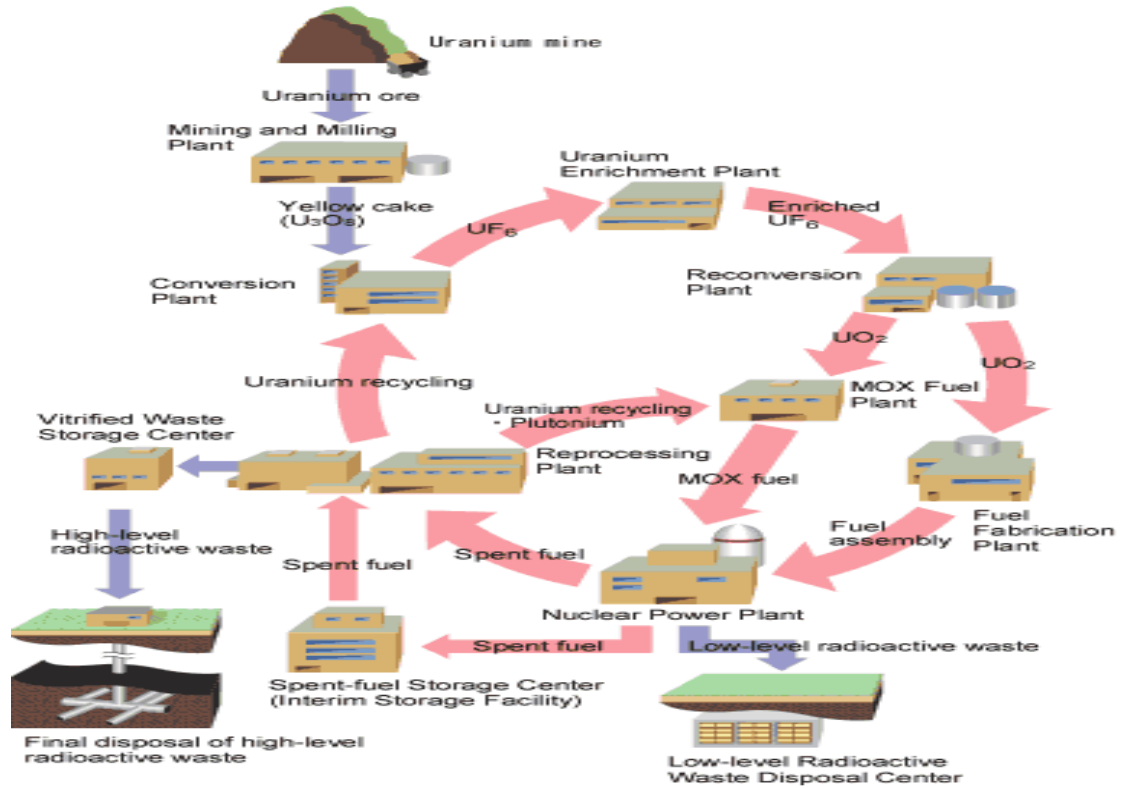 Uranium mine
Uranium ore
Mining and Milling
Plant
Yellow cake
(U₃O₈)
Uranium
Enrichment Plant
UF₆
Enriched
UF₆
Conversion
Plant
Reconversion
Plant
UO₂
UO₂
Uranium recycling
MOX Fuel
Plant
Uranium recycling
・Plutonium
Vitrified Waste
Storage Center
Reprocessing
Plant
MOX fuel
High-level
radioactive waste
Spent fuel
Spent fuel
Fuel
assembly
Fuel
Fabrication
Plant
Nuclear Power Plant
Spent fuel
Low-level radioactive waste
Spent-fuel Storage Center
(Interim Storage Facility)
Final disposal of high-level
radioactive waste
Low-level Radioactive
Waste Disposal Center